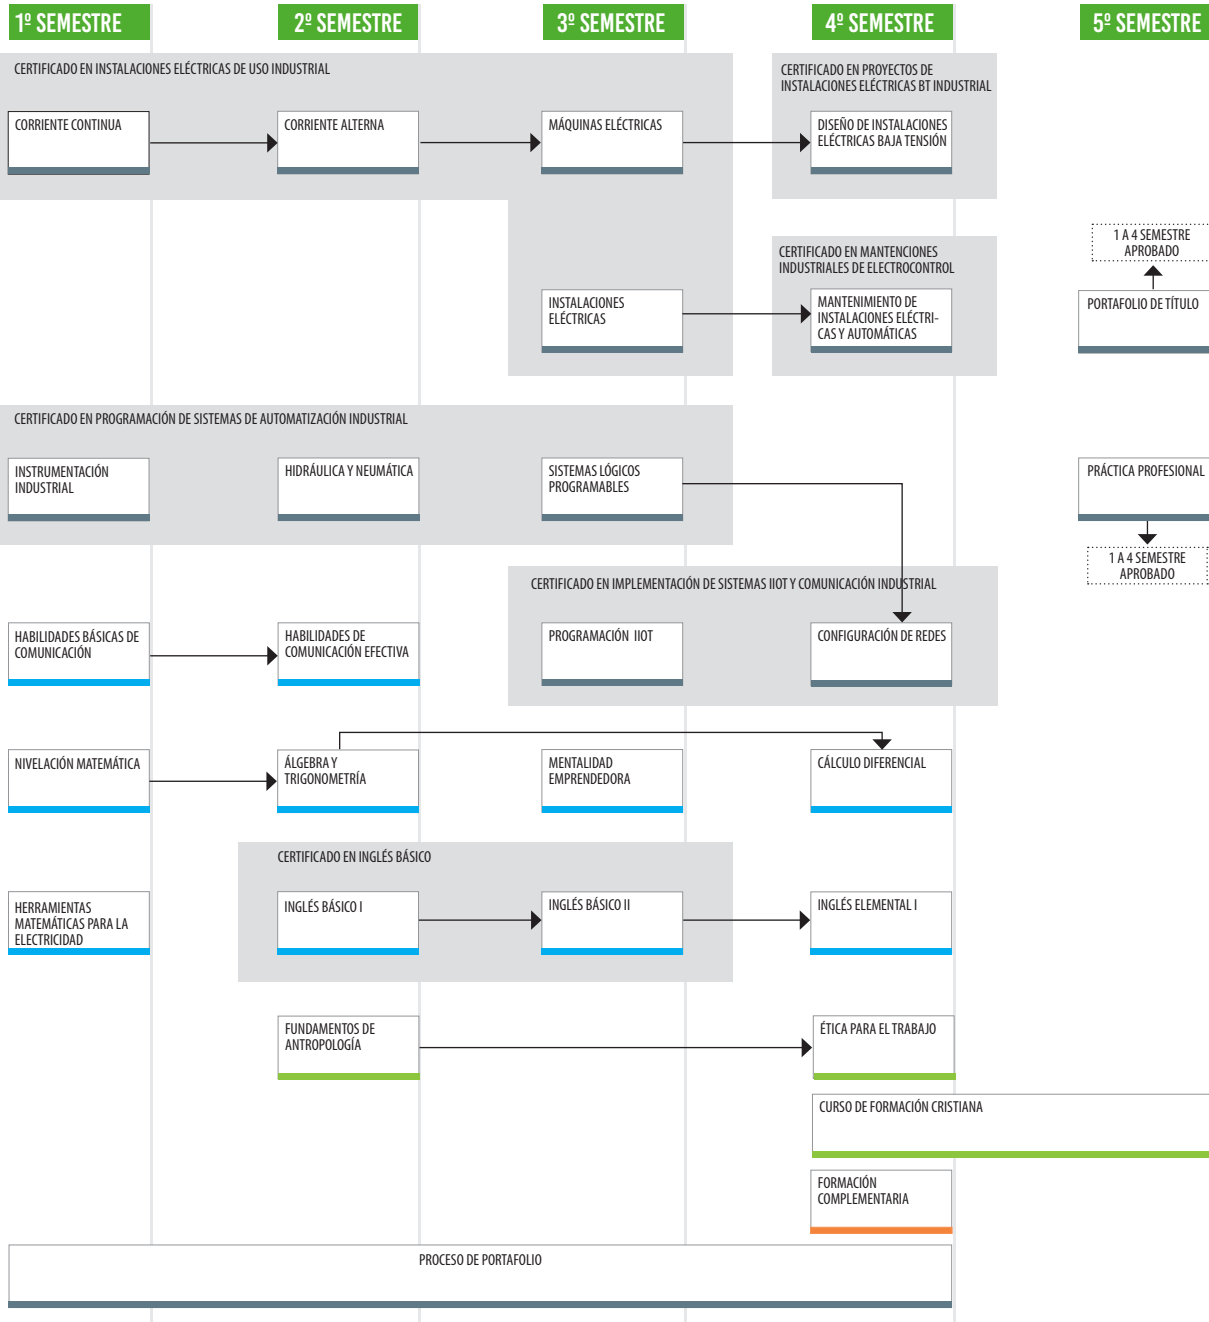 1º SEMESTRE
2º SEMESTRE
3º SEMESTRE
4º SEMESTRE
5º SEMESTRE
CERTIFICADO EN INSTALACIONES ELÉCTRICAS DE USO INDUSTRIAL
CERTIFICADO EN PROYECTOS DE
INSTALACIONES ELÉCTRICAS BT INDUSTRIAL
CORRIENTE CONTINUA
CORRIENTE ALTERNA
MÁQUINAS ELÉCTRICAS
DISEÑO DE INSTALACIONES
ELÉCTRICAS BAJA TENSIÓN
1 A 4 SEMESTRE
APROBADO
CERTIFICADO EN MANTENCIONES
INDUSTRIALES DE ELECTROCONTROL
INSTALACIONES
ELÉCTRICAS
MANTENIMIENTO DE
INSTALACIONES ELÉCTRI-
CAS Y AUTOMÁTICAS
PORTAFOLIO DE TÍTULO
CERTIFICADO EN PROGRAMACIÓN DE SISTEMAS DE AUTOMATIZACIÓN INDUSTRIAL
INSTRUMENTACIÓN
INDUSTRIAL
HIDRÁULICA Y NEUMÁTICA
SISTEMAS LÓGICOS
PROGRAMABLES
PRÁCTICA PROFESIONAL
1 A 4 SEMESTRE
APROBADO
CERTIFICADO EN IMPLEMENTACIÓN DE SISTEMAS IIOT Y COMUNICACIÓN INDUSTRIAL
HABILIDADES BÁSICAS DE
COMUNICACIÓN
HABILIDADES DE
COMUNICACIÓN EFECTIVA
PROGRAMACIÓN IIOT
CONFIGURACIÓN DE REDES
NIVELACIÓN MATEMÁTICA
ÁLGEBRA Y
TRIGONOMETRÍA
MENTALIDAD
EMPRENDEDORA
CÁLCULO DIFERENCIAL
CERTIFICADO EN INGLÉS BÁSICO
HERRAMIENTAS
MATEMÁTICAS PARA LA
ELECTRICIDAD
INGLÉS BÁSICO I
INGLÉS BÁSICO II
INGLÉS ELEMENTAL I
FUNDAMENTOS DE
ANTROPOLOGÍA
ÉTICA PARA EL TRABAJO
CURSO DE FORMACIÓN CRISTIANA
FORMACIÓN
COMPLEMENTARIA
PROCESO DE PORTAFOLIO